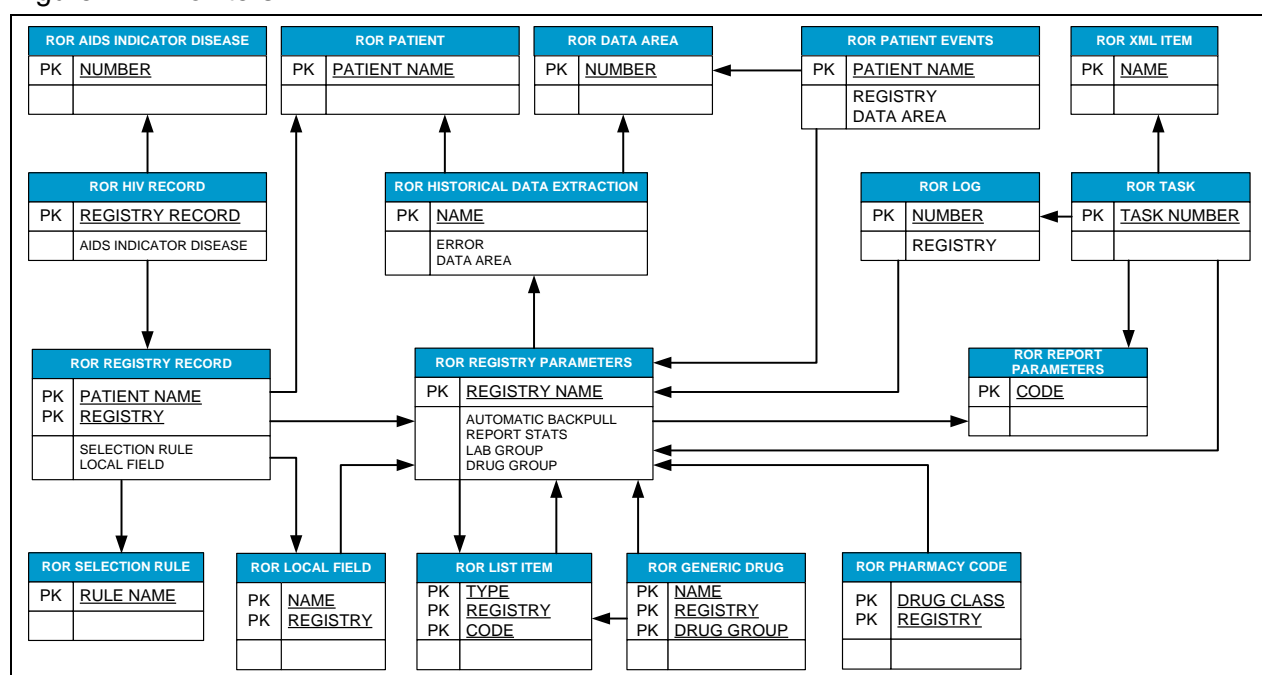 ROR AIDS INDICATOR DISEASE
PK NUMBER
ROR PATIENT
PK PATIENT NAME
ROR DATA AREA
PK NUMBER
ROR PATIENT EVENTS
PK PATIENT NAME
REGISTRY
DATA AREA
ROR XML ITEM
PK NAME
ROR HIV RECORD
PK REGISTRY RECORD
AIDS INDICATOR DISEASE
ROR HISTORICAL DATA EXTRACTION
PK NAME
ERROR
DATA AREA
ROR LOG
PK NUMBER
REGISTRY
ROR TASK
PK TASK NUMBER
ROR REGISTRY RECORD
PK PATIENT NAME
PK REGISTRY
SELECTION RULE
LOCAL FIELD
ROR REGISTRY PARAMETERS
PK REGISTRY NAME
AUTOMATIC BACKPULL
REPORT STATS
LAB GROUP
DRUG GROUP
ROR REPORT
PARAMETERS
PK CODE
ROR SELECTION RULE
PK RULE NAME
ROR LOCAL FIELD
PK NAME
PK REGISTRY
ROR LIST ITEM
PK TYPE
PK REGISTRY
PK CODE
ROR GENERIC DRUG
PK NAME
PK REGISTRY
PK DRUG GROUP
ROR PHARMACY CODE
PK DRUG CLASS
PK REGISTRY